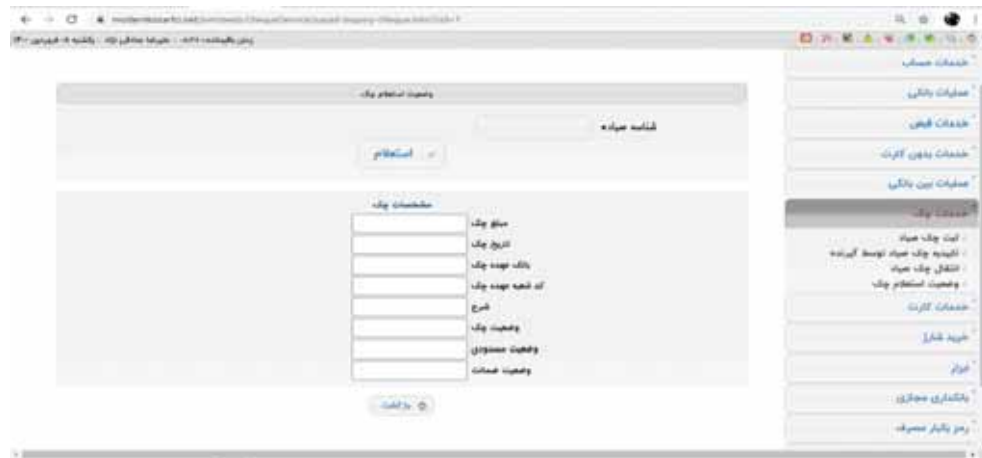 خدمات حساب
عملیات بانکی
خدمات قبض
خدمات بدون کارت
عملیات بین بانکی
خدمات چک
ثبت چک صیاد
تاییدیه چک صیاد توسط گیرنده
انتقال چک صیاد
وضعیت استعلام چک
خدمات کارت
خرید شارژ
ابزار
بانکداری مجازی
رمز یکبار مصرف
وضعیت استعلام چک
شناسه صیاد*
استعلام
مشخصات چک
مبلغ چک
تاریخ چک
بانک عهده چک
کد شعبه عهده چک
شرح
وضعیت چک
وضعیت مسدودی
وضعیت ضمانت
بازگشت